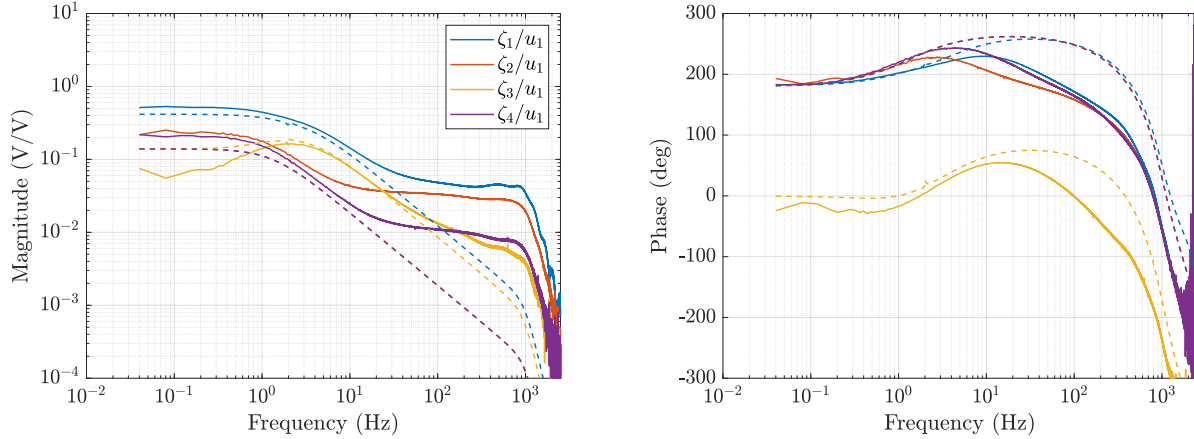 10^1
10^0
10^-1
10^-2
10^-3
10^-4
Magnitude (V/V)
ζ1/u1
ζ2/u1
ζ3/u1
ζ4/u1
10^-2 10^-1 10^0 10^1 10^2 10^3
Frequency (Hz)
300
200
100
0
-100
-200
-300
Phase (deg)
10^-2 10^-1 10^0 10^1 10^2 10^3
Frequency (Hz)